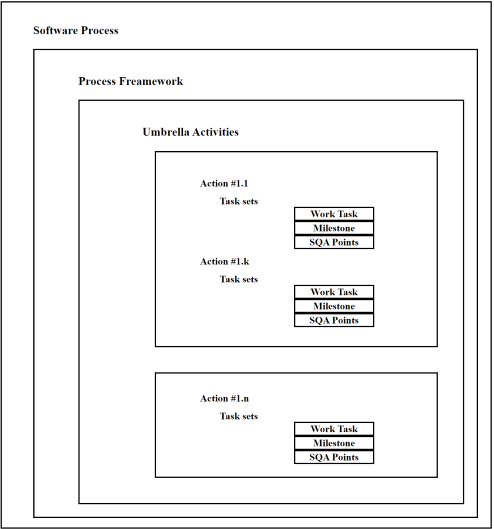 Software Process
Process Freamework
Umbrella Activities
Action #1.1
Task sets
Work Task
Milestone
SQA Points
Action #1.k
Task sets
Work Task
Milestone
SQA Points
Action #1.n
Task sets
Work Task
Milestone
SQA Points